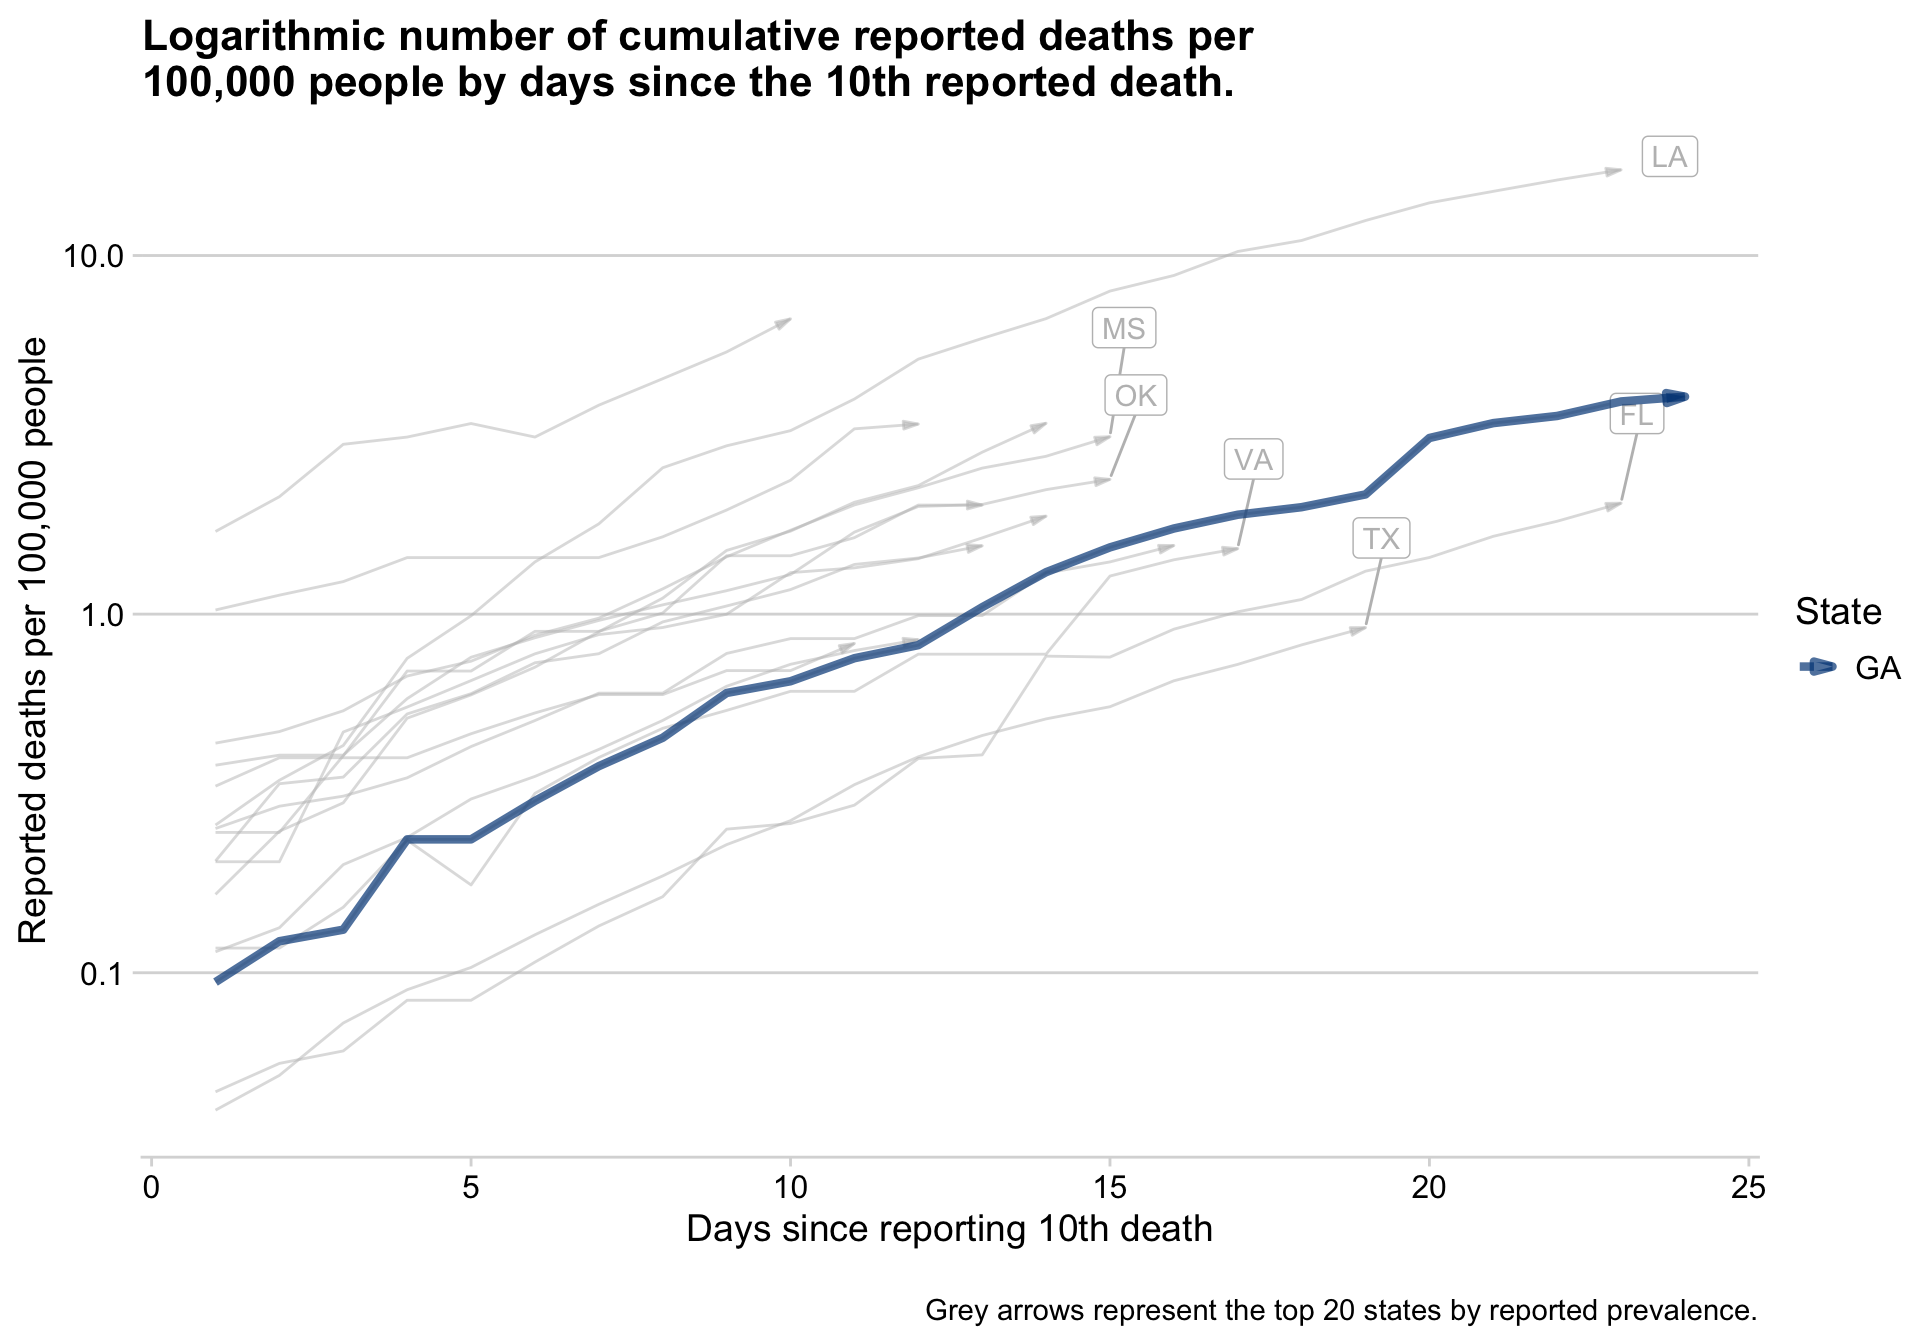 Logarithmic number of cumulative reported deaths per
100,000 people by days since the 10th reported death.
LA
10.0
MS
OK
FL
VA
TX
1.0
0.1
Reported deaths per 100,000 people
State
GA
0 5 10 15 20 25
Days since reporting 10th death
Grey arrows represent the top 20 states by reported prevalence.